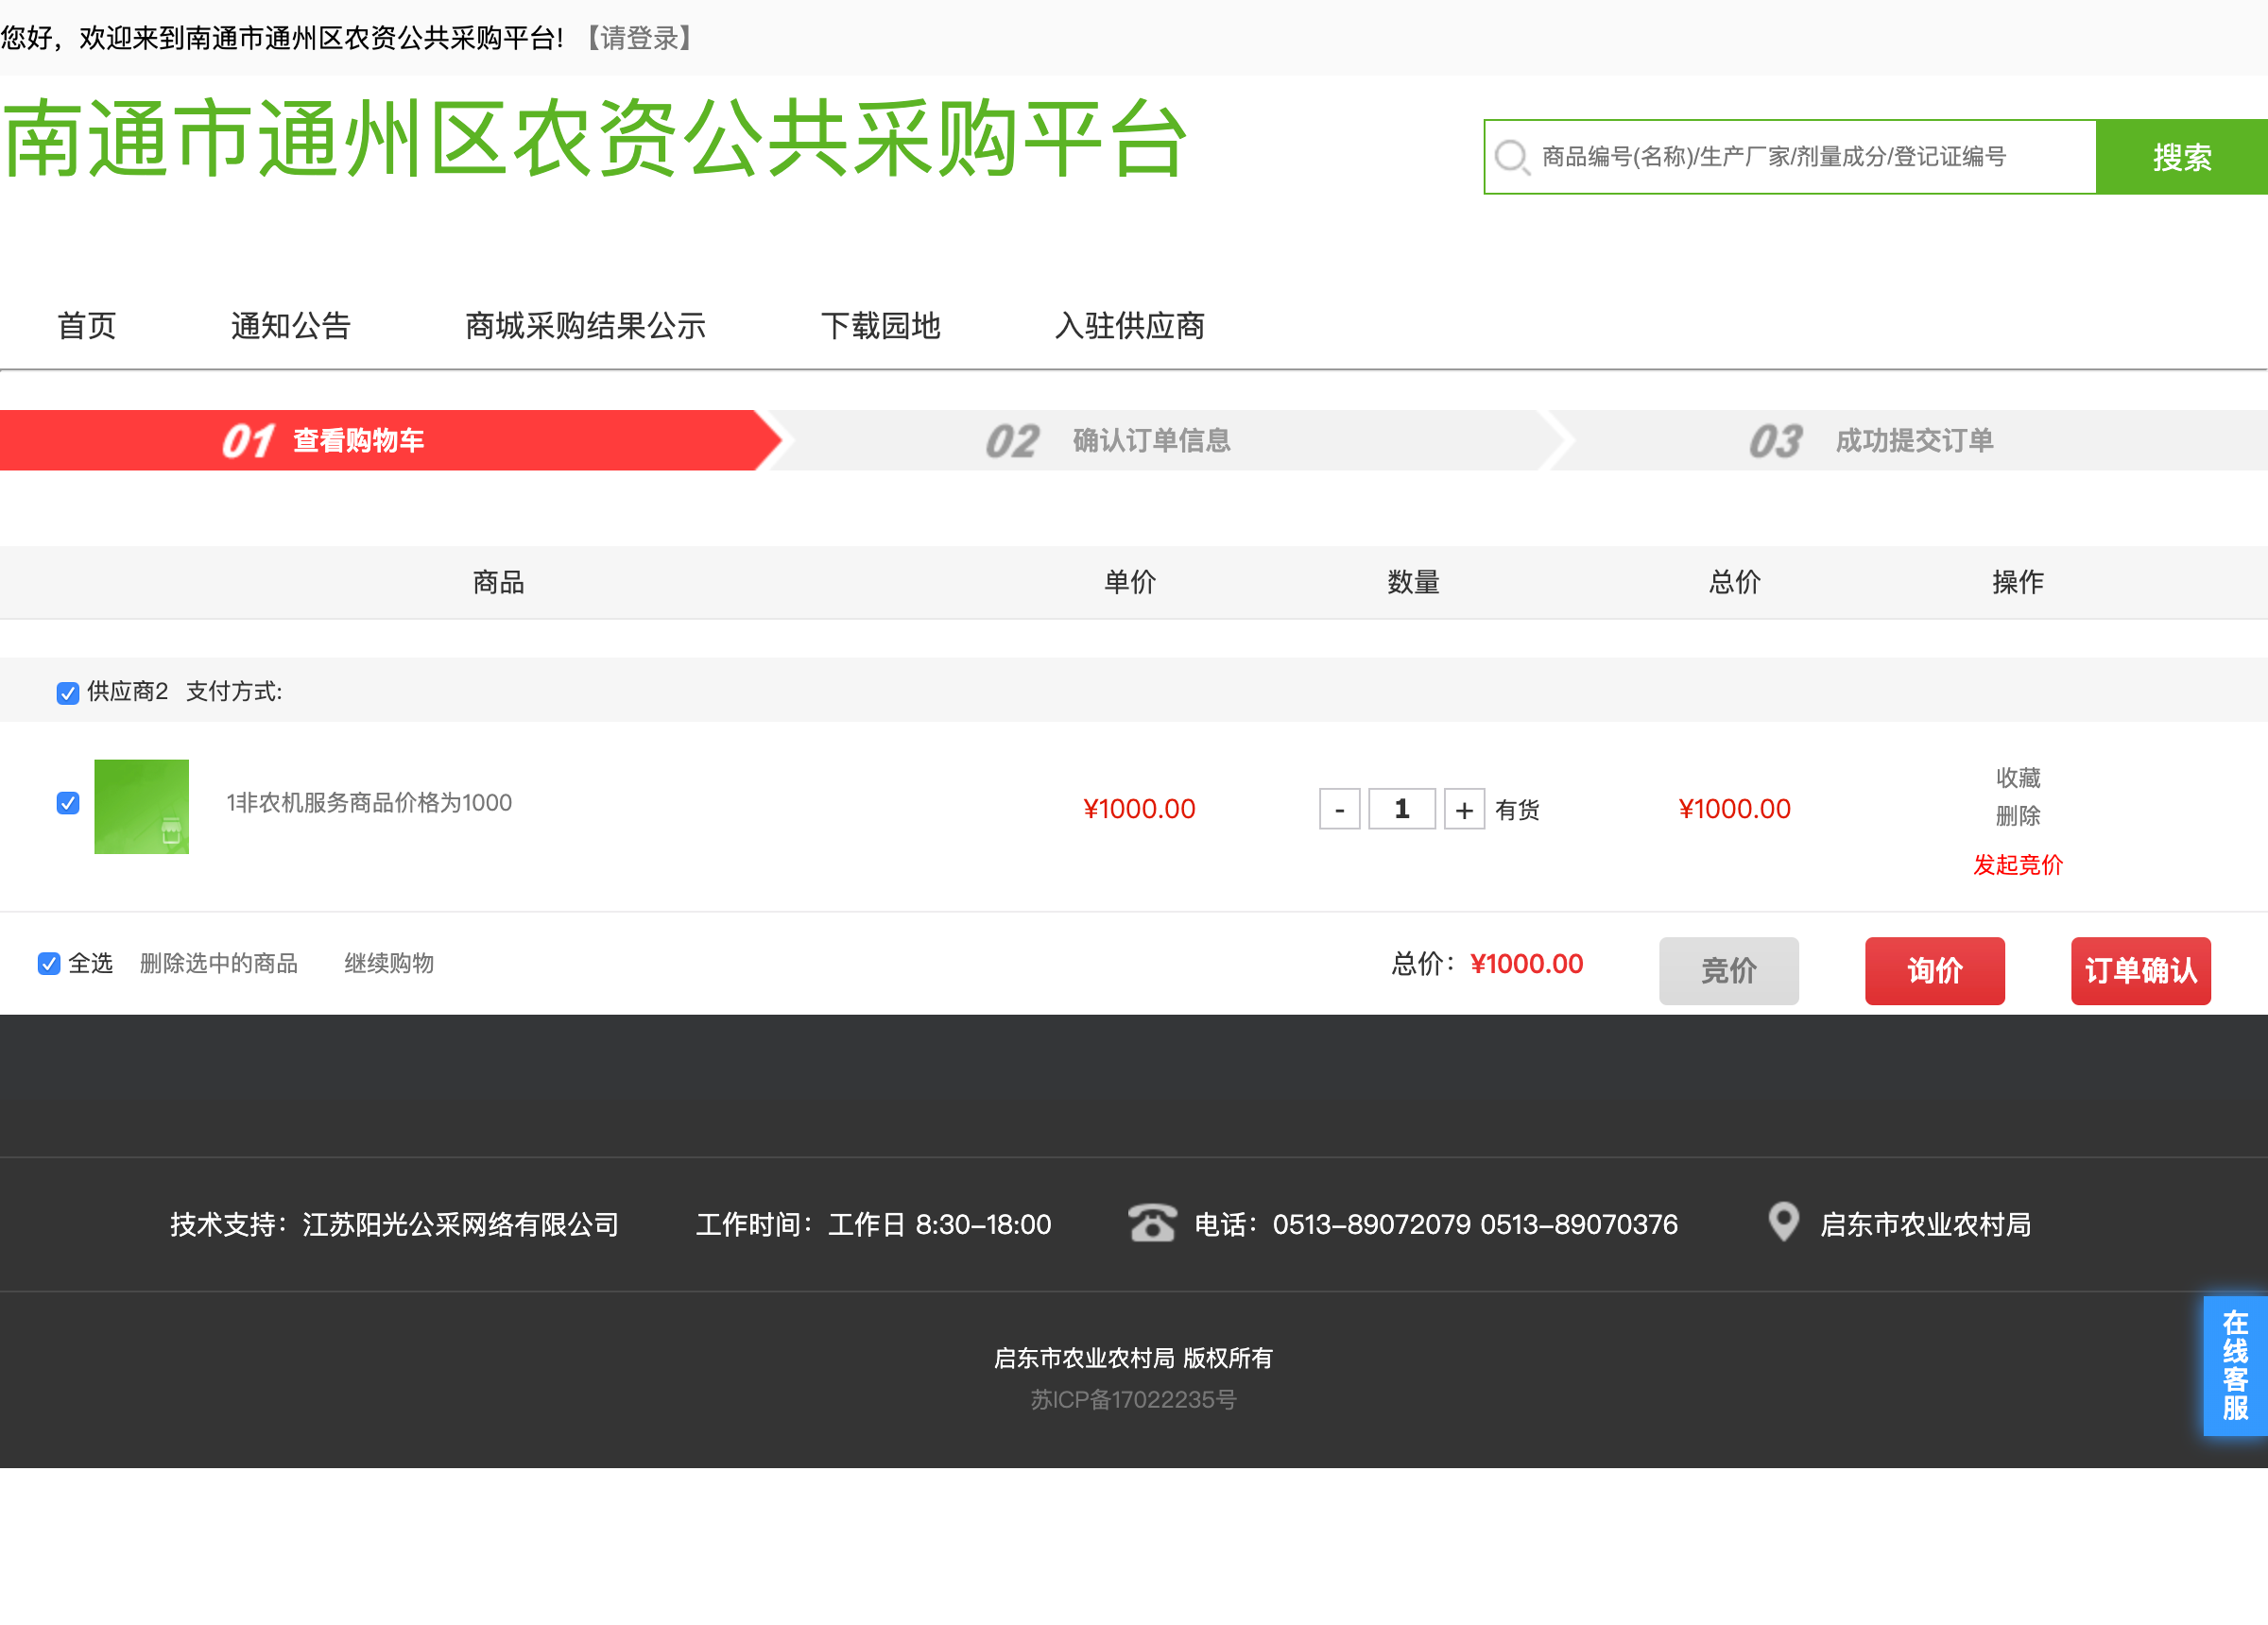 您好，欢迎来到南通市通州区农资公共采购平台! 【请登录】
南通市通州区农资公共采购平台
商品编号(名称)/生产厂家/剂量成分/登记证编号 搜索
首页 通知公告 商城采购结果公示 下载园地 入驻供应商
01 查看购物车 02 确认订单信息 03 成功提交订单
商品 单价 数量 总价 操作
供应商2 支付方式:
1非农机服务商品价格为1000 ¥1000.00 - 1 + 有货 ¥1000.00
收藏
删除
发起竞价
全选 删除选中的商品 继续购物 总价：¥1000.00 竞价 询价 订单确认
技术支持：江苏阳光公采网络有限公司 工作时间：工作日 8:30-18:00 电话：0513-89072079 0513-89070376 启东市农业农村局
启东市农业农村局 版权所有
苏ICP备17022235号
在线客服